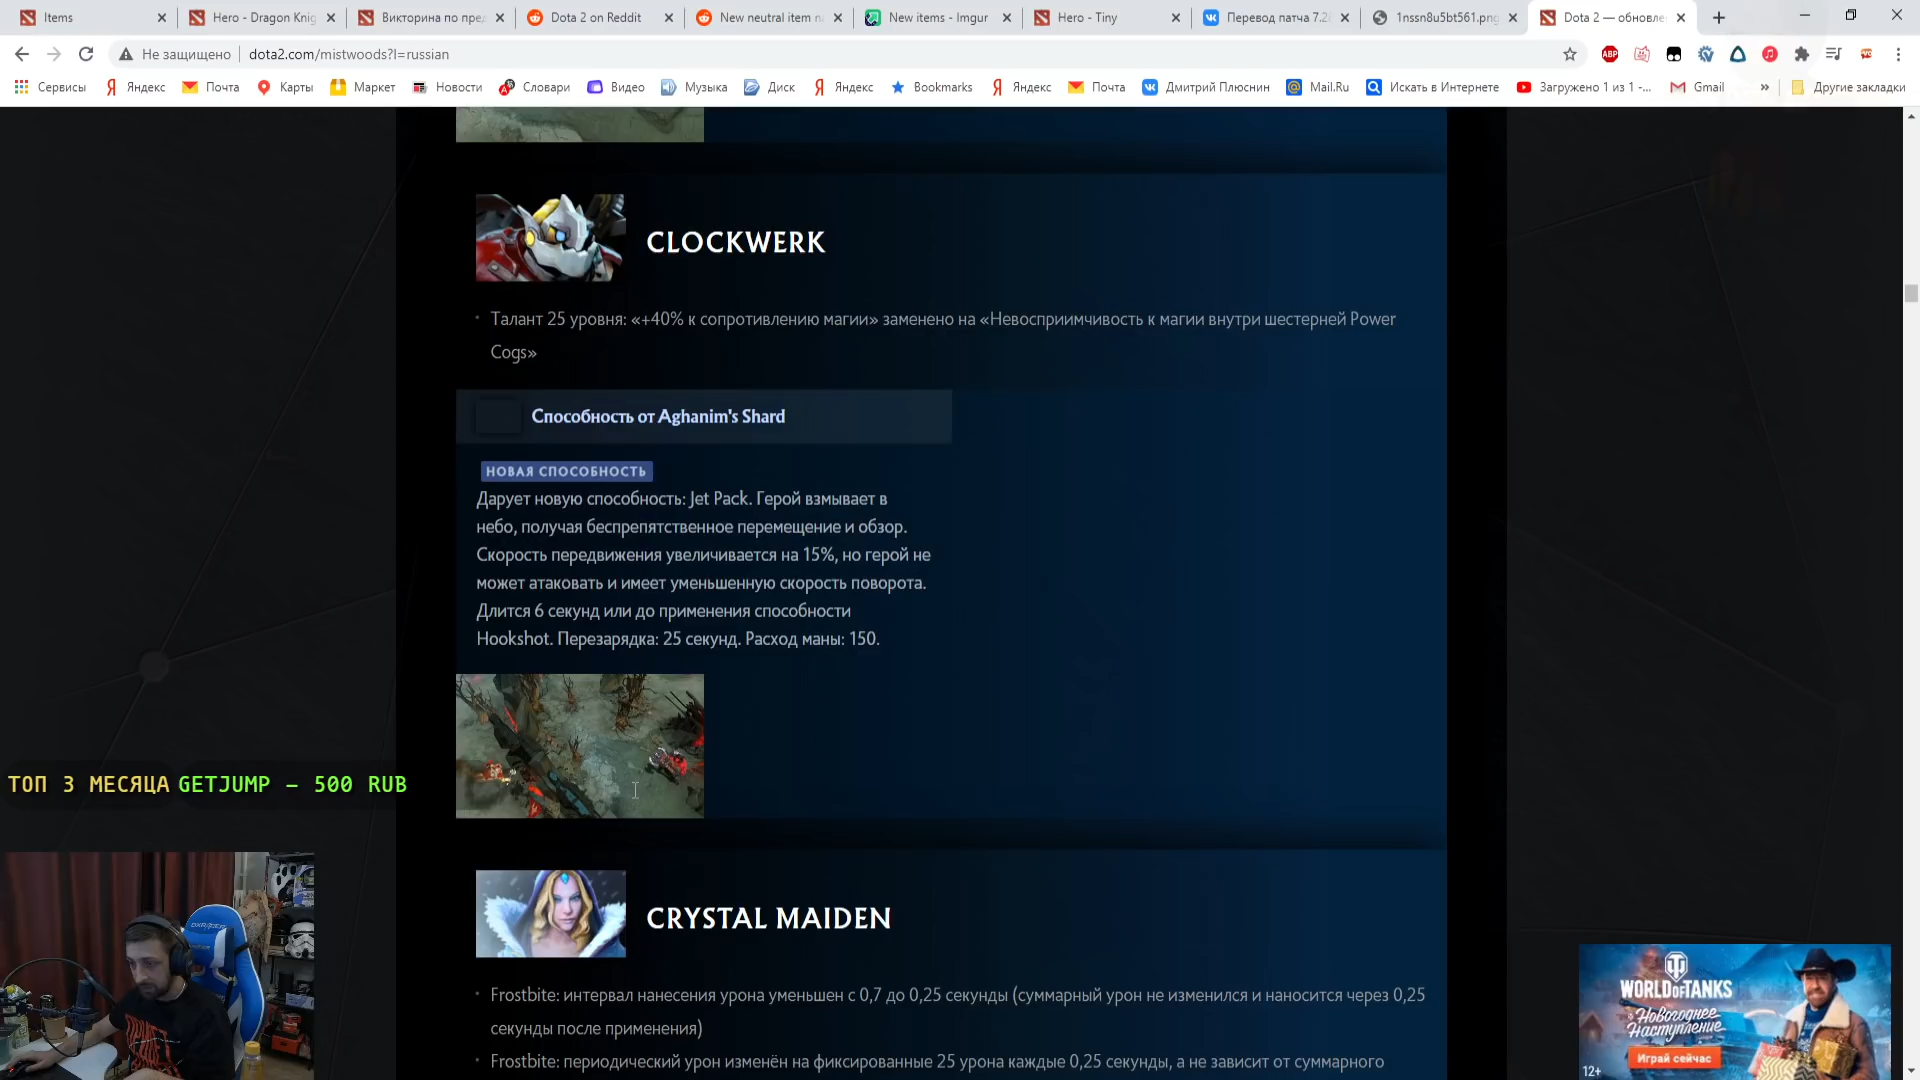 Items
Hero - Dragon Knig
Викторина по пред
Dota 2 on Reddit
New neutral item n
New items - Imgur
Hero - Tiny
Перевод патча 7.2
1nssn8u5bt561.png
Dota 2 — обновле
Не защищено
dota2.com/mistwoods?l=russian
ABP
Сервисы
Яндекс
Почта
Карты
Маркет
Новости
Словари
Видео
Музыка
Диск
Яндекс
Bookmarks
Яндекс
Почта
Дмитрий Плюснин
Mail.Ru
Искать в Интернете
Загружено 1 из 1 -...
Gmail
»
Другие закладки
CLOCKWERK
Талант 25 уровня: «+40% к сопротивлению магии» заменено на «Невосприимчивость к магии внутри шестерней Power
Cogs»
Способность от Aghanim's Shard
НОВАЯ СПОСОБНОСТЬ
Дарует новую способность: Jet Pack. Герой взмывает в
небо, получая беспрепятственное перемещение и обзор.
Скорость передвижения увеличивается на 15%, но герой не
может атаковать и имеет уменьшенную скорость поворота.
Длится 6 секунд или до применения способности
Hookshot. Перезарядка: 25 секунд. Расход маны: 150.
ТОП 3 МЕСЯЦА GETJUMP – 500 RUB
CRYSTAL MAIDEN
Frostbite: интервал нанесения урона уменьшен с 0,7 до 0,25 секунды (суммарный урон не изменился и наносится через 0,25
секунды после применения)
Frostbite: периодический урон изменён на фиксированные 25 урона каждые 0,25 секунды, а не зависит от суммарного
WORLD OF TANKS
Новогоднее
Наступление
Играй сейчас
12+